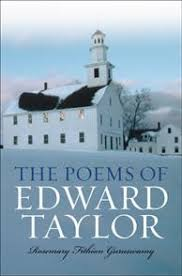 THE POEMS OF
EDWARD
TAYLOR
Rosemary Fithian Guruswamy